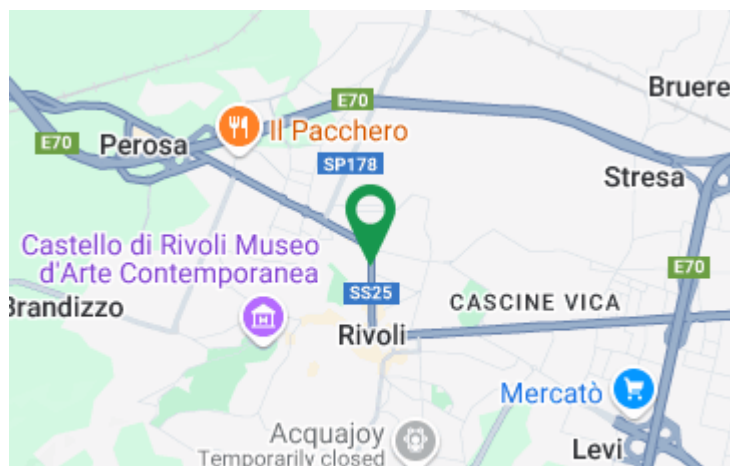 Bruere
E70
Il Pacchero
E70
Perosa
SP178
Stresa
Castello di Rivoli Museo
d'Arte Contemporanea
E70
SS25
Brandizzo
CASCINE VICA
Rivoli
Mercatò
Acquajoy
Temporarily closed
Levi